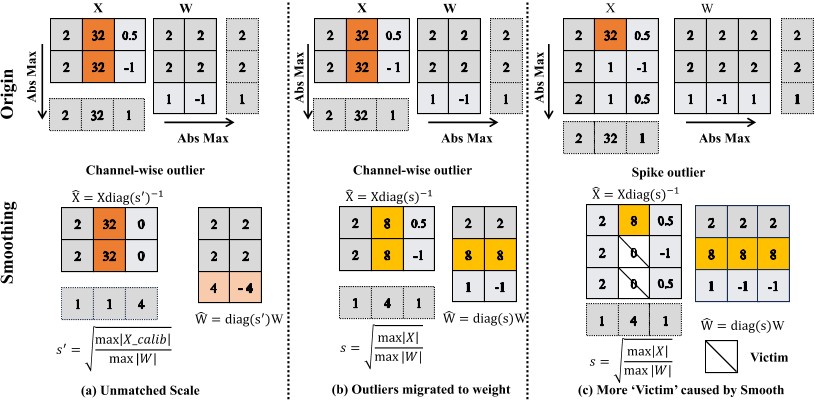 X W
2 32 0.5 2 2 2
2 32 -1 2 2 2
1 -1 1
2 32 1
Abs Max
Abs Max
Origin
Channel-wise outlier
X̂ = Xdiag(s′)⁻¹
2 32 0 2 2
2 32 0 2 2
4 -4
1 1 4
Ŵ = diag(s′)W
Smoothing
s′ = √(max|X_calib| / max|W|)
(a) Unmatched Scale
X W
2 32 0.5 2 2 2
2 32 -1 2 2 2
1 -1 1
2 32 1
Abs Max
Abs Max
Channel-wise outlier
X̂ = Xdiag(s)⁻¹
2 8 0.5 2 2
2 8 -1 8 8
1 -1
1 4 1
Ŵ = diag(s)W
s = √(max|X| / max|W|)
(b) Outliers migrated to weight
X W
2 32 0.5 2 2 2 2
2 1 -1 2 2 2 2
2 1 0.5 1 -1 1 1
2 32 1
Abs Max
Abs Max
Spike outlier
X̂ = Xdiag(s)⁻¹
2 8 0.5 2 2 2
2 0 -1 8 8 8
2 0 0.5 1 -1 -1
1 4 1
Ŵ = diag(s)W
s = √(max|X| / max|W|)
Victim
(c) More ‘Victim’ caused by Smooth